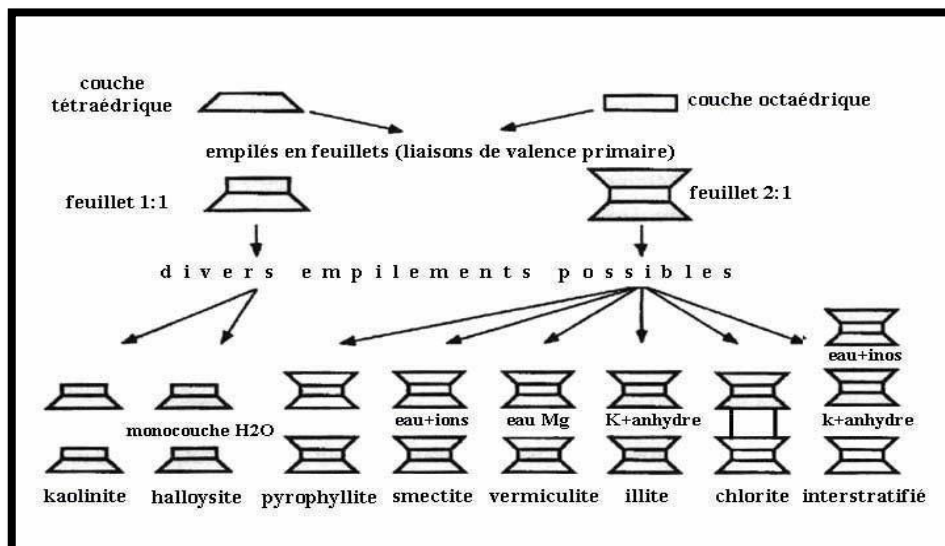 couche
tétraédrique
couche octaédrique
empilés en feuillets (liaisons de valence primaire)
feuillet 1:1
feuillet 2:1
divers empilements possibles
eau+inos
eau+ions
eau Mg
K+anhydre
k+anhydre
monocouche H2O
kaolinite
halloysite
pyrophyllite
smectite
vermiculite
illite
chlorite
interstratifié